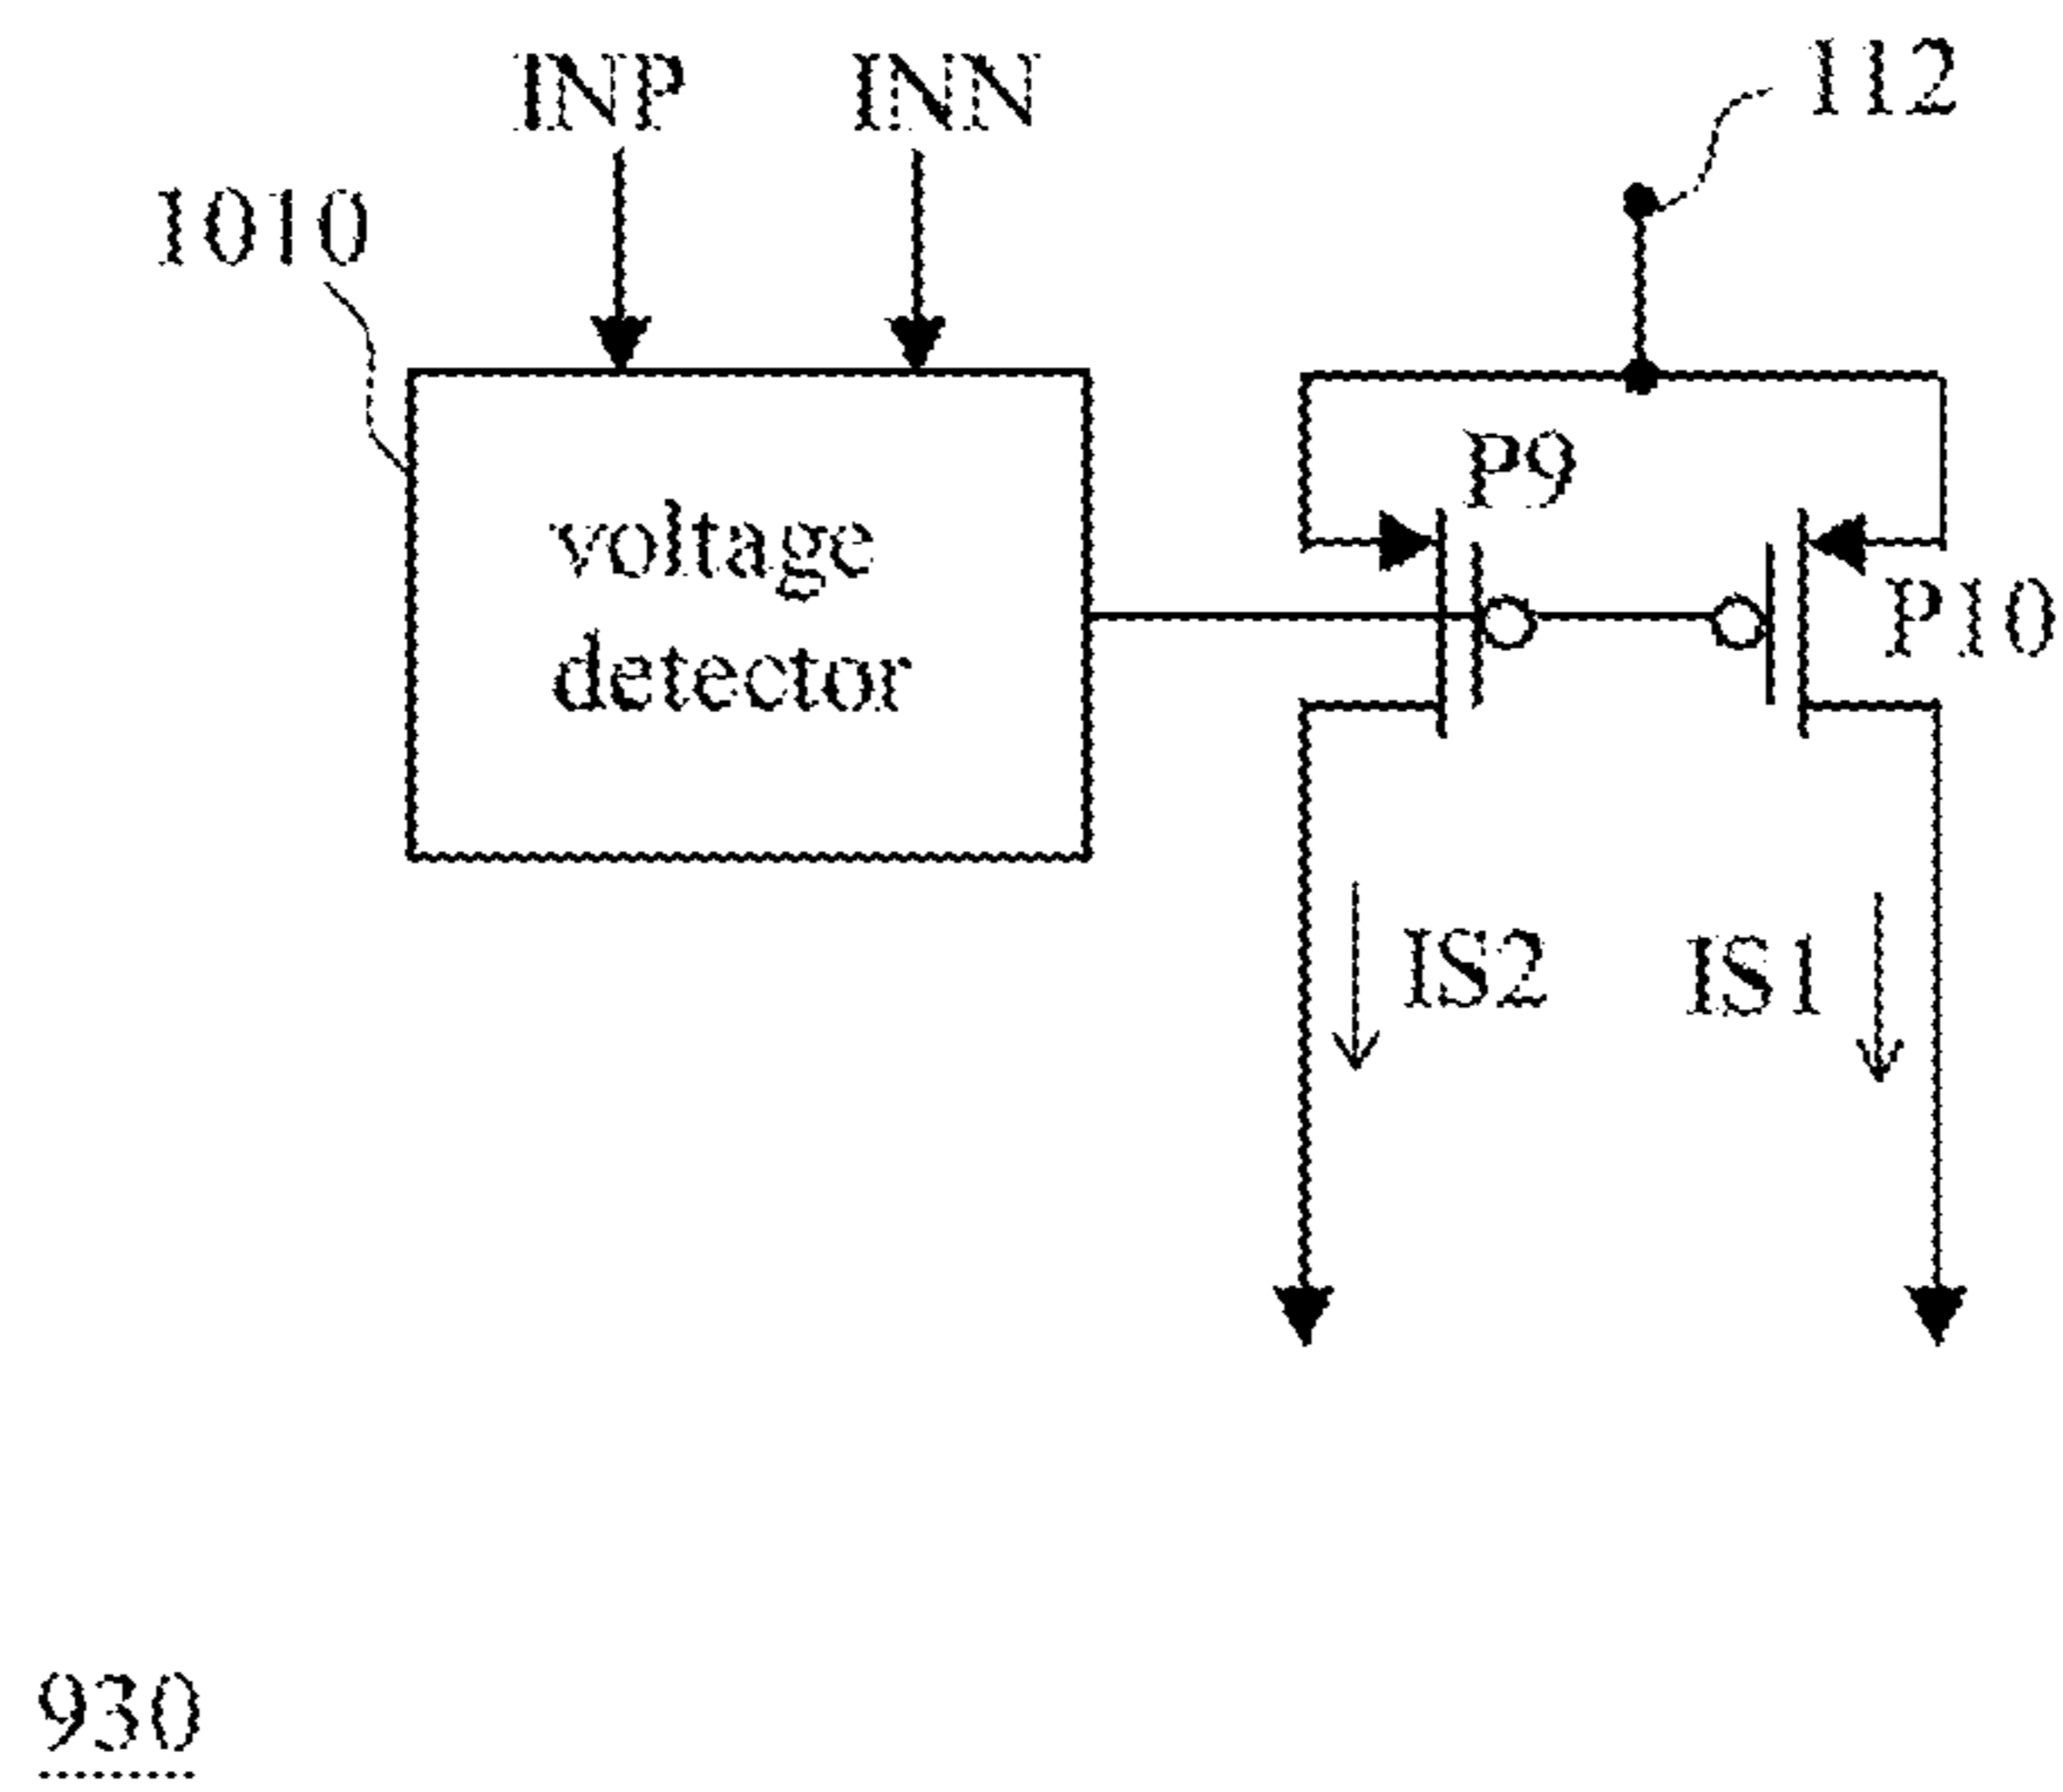 INP
INN
112
1010
P9
voltage
detector
P10
IS2
IS1
930